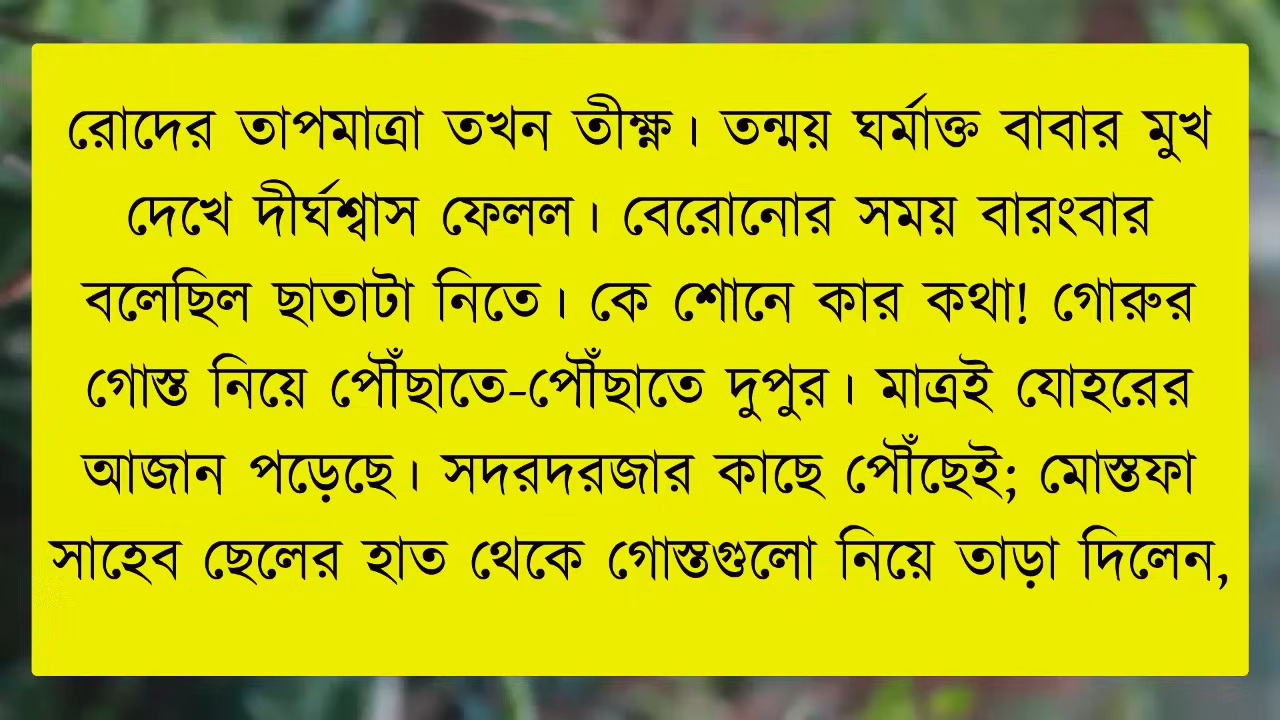 রোদের তাপমাত্রা তখন তীক্ষ্ণ। তন্ময় ঘর্মাক্ত বাবার মুখ
দেখে দীর্ঘশ্বাস ফেলল। বেরোনোর সময় বারংবার
বলেছিল ছাতাটা নিতে। কে শোনে কার কথা! গোরুর
গোস্ত নিয়ে পৌঁছাতে-পৌঁছাতে দুপুর। মাত্রই যোহরের
আজান পড়েছে। সদরদরজার কাছে পৌঁছেই; মোস্তফা
সাহেব ছেলের হাত থেকে গোস্তগুলো নিয়ে তাড়া দিলেন,